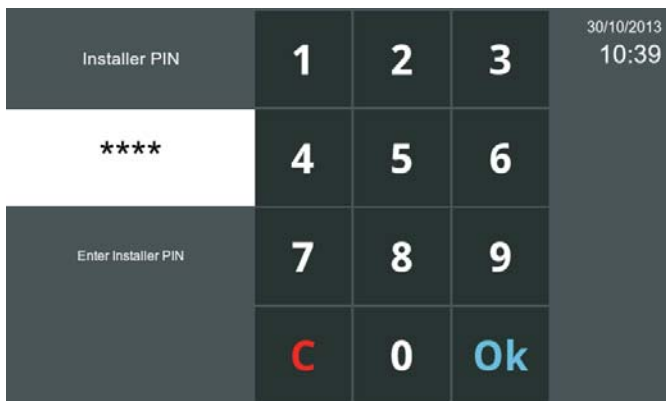 Installer PIN
****
Enter Installer PIN
1 2 3
4 5 6
7 8 9
C 0 Ok
30/10/2013
10:39